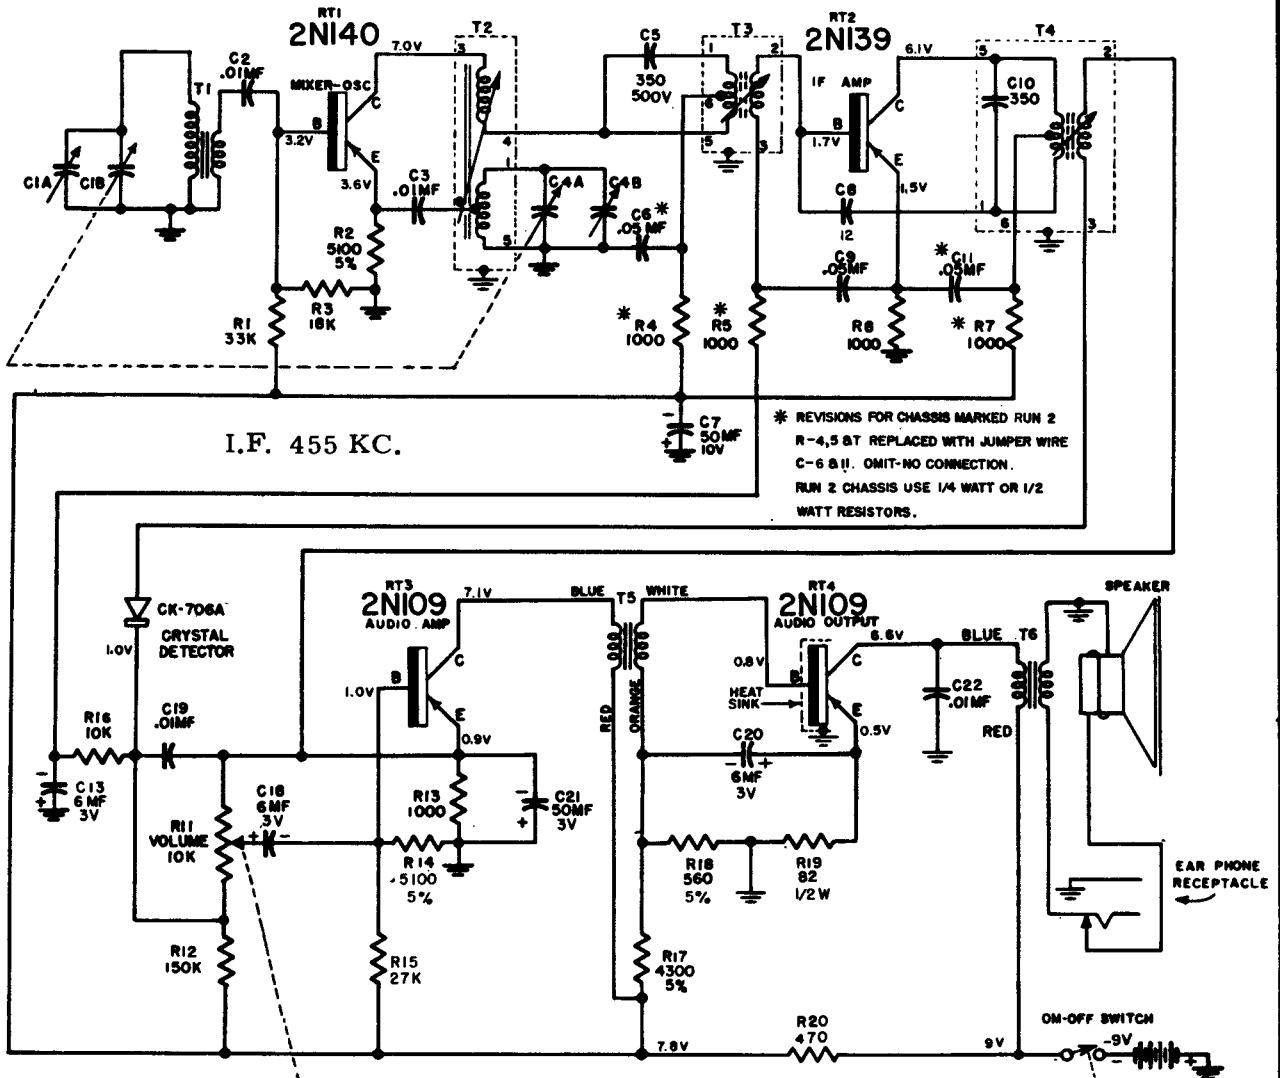 RT1
2N140
MIXER-OSC
7.0V
C
B
3.2V
E
3.6V
C1A
C1B
T1
C2
.01MF
C3
.01MF
R2
5100
5%
R3
18K
R1
33K
T2
3
4
1
5
C4A
C4B
C5
350
500V
C6 *
.05 MF
T3
1
2
6
5
3
* R4
1000
* R5
1000
C7
50MF
10V
-
+
RT2
2N139
IF AMP
6.1V
C
B
1.7V
E
1.5V
C8
12
C9
.05MF
R6
1000
* C11
.05MF
* R7
1000
T4
5
2
C10
350
1
6
3
I.F. 455 KC.
* REVISIONS FOR CHASSIS MARKED RUN 2
R-4,5 &7 REPLACED WITH JUMPER WIRE
C-6 &11. OMIT-NO CONNECTION.
RUN 2 CHASSIS USE 1/4 WATT OR 1/2
WATT RESISTORS.
CK-706A
CRYSTAL
DETECTOR
1.0V
R16
10K
C19
.01MF
-
+
C13
6 MF
3V
R11
VOLUME
10K
C18
6MF
3V
+ -
R12
150K
RT3
2N109
AUDIO AMP
7.1V
C
B
1.0V
E
0.9V
R13
1000
R14
5100
5%
R15
27K
-
+
C21
50MF
3V
BLUE
T5
WHITE
RED
ORANGE
RT4
2N109
AUDIO OUTPUT
6.6V
C
B
0.8V
E
0.5V
HEAT
SINK
C20
- +
6MF
3V
R18
560
5%
R19
82
1/2W
R17
4300
5%
C22
.01MF
BLUE
T6
RED
SPEAKER
EAR PHONE
RECEPTACLE
R20
470
7.8V
9V
ON-OFF SWITCH
-9V
-
+